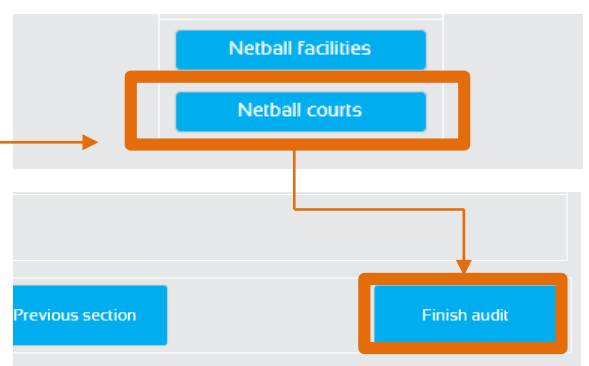 Netball facilities
Netball courts
Previous section
Finish audit